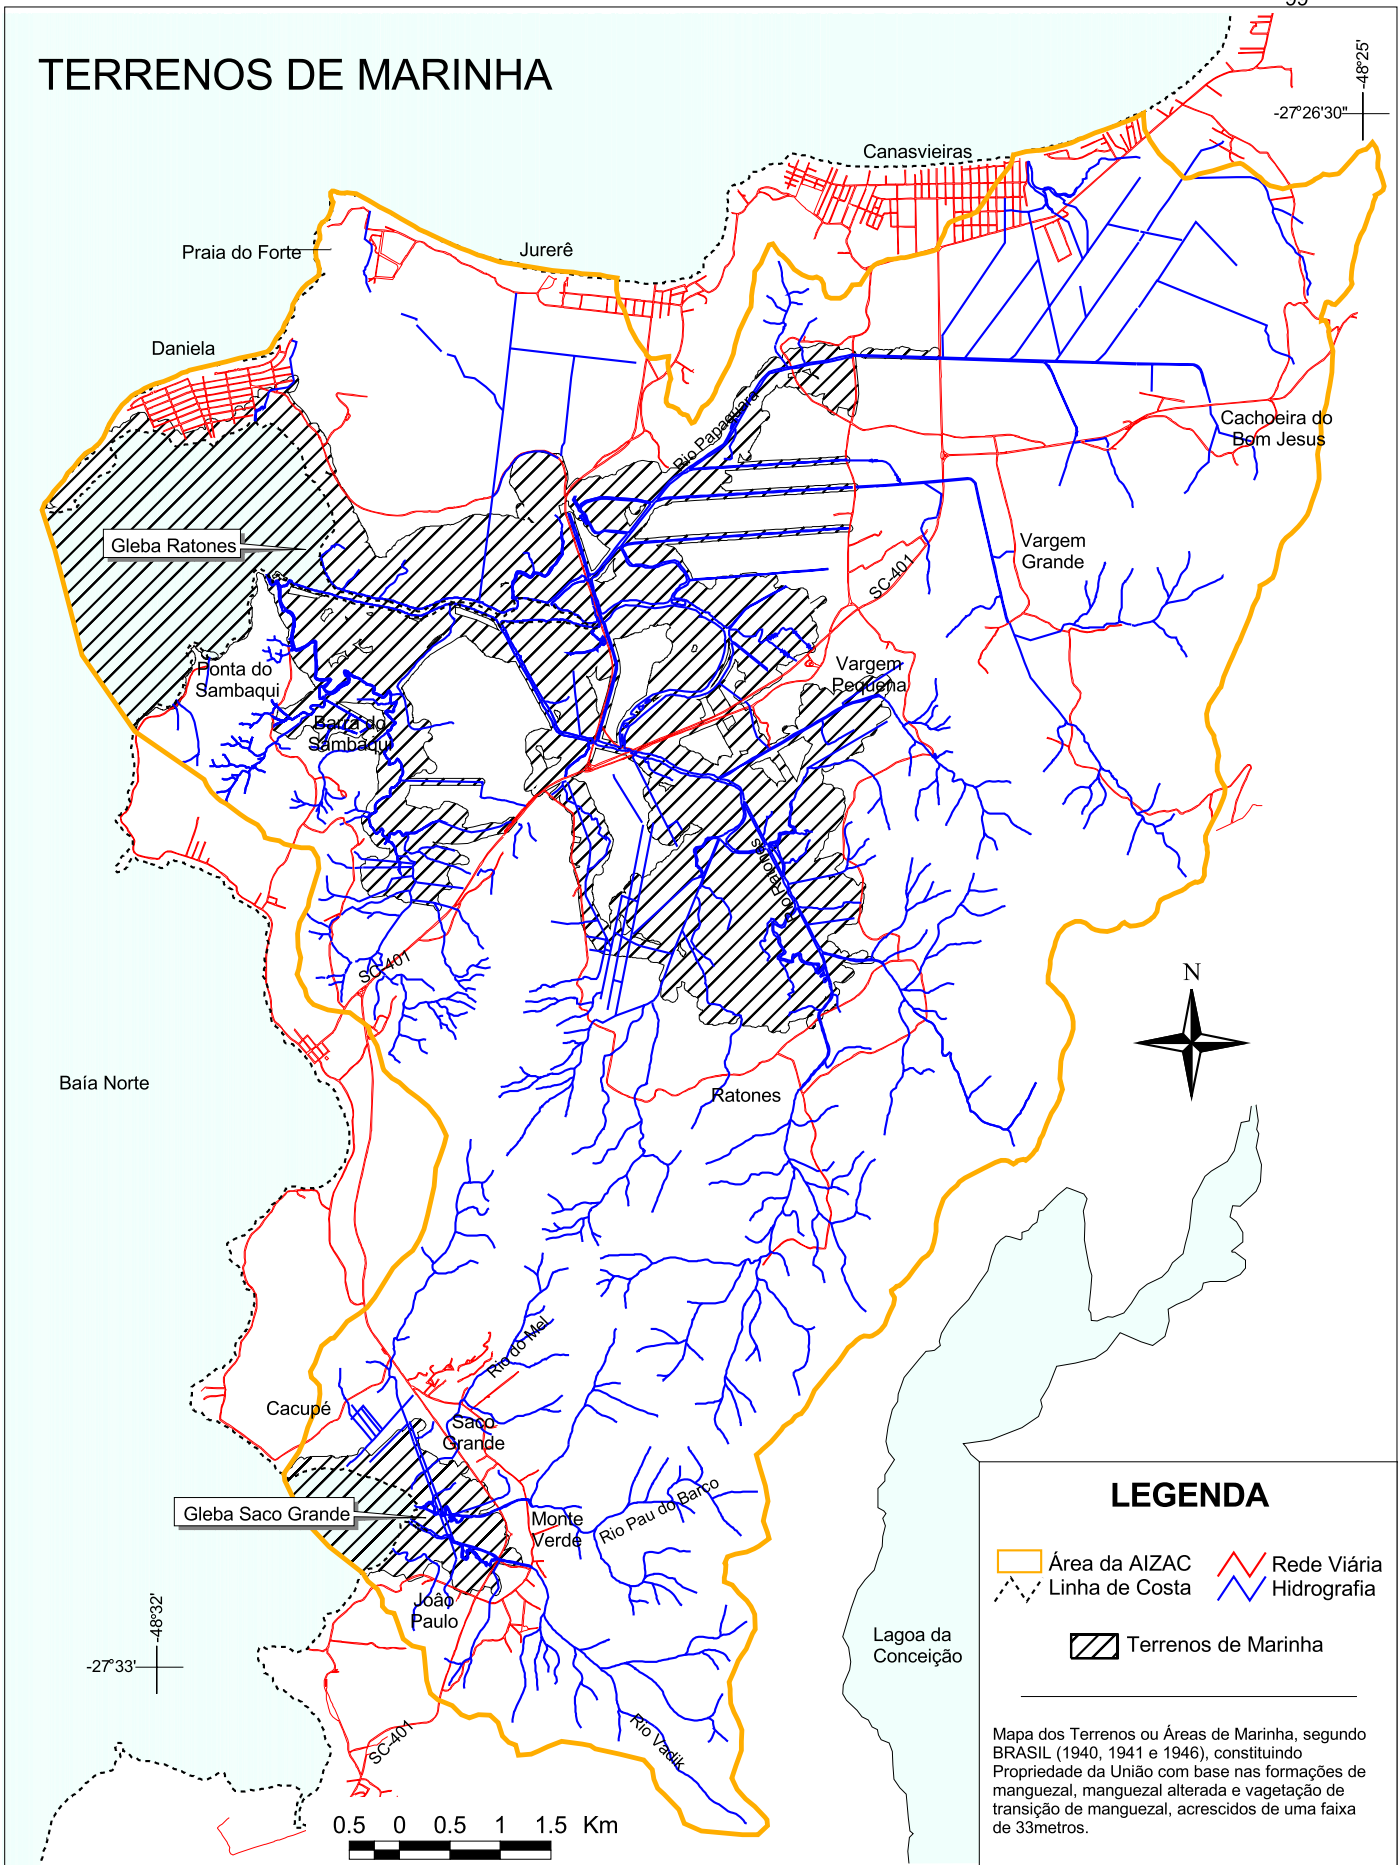 TERRENOS DE MARINHA
-48°25'
-27°26'30"
Canasvieiras
Praia do Forte
Jurerê
Daniela
Rio Papaquara
Cachoeira do
Bom Jesus
Gleba Ratones
Vargem
Grande
SC-401
Ponta do
Sambaqui
Vargem
Pequena
Barra do
Sambaqui
Rio Ratones
SC-401
N
Baía Norte
Ratones
Rio do Mel
Cacupé
Saco
Grande
Gleba Saco Grande
Monte
Verde
Rio Pau do Barco
João
Paulo
-48°32'
-27°33'
Lagoa da
Conceição
SC-401
Rio Vadik
0.5 0 0.5 1 1.5 Km
LEGENDA
Área da AIZAC
Rede Viária
Linha de Costa
Hidrografia
Terrenos de Marinha
Mapa dos Terrenos ou Áreas de Marinha, segundo
BRASIL (1940, 1941 e 1946), constituindo
Propriedade da União com base nas formações de
manguezal, manguezal alterada e vagetação de
transição de manguezal, acrescidos de uma faixa
de 33metros.